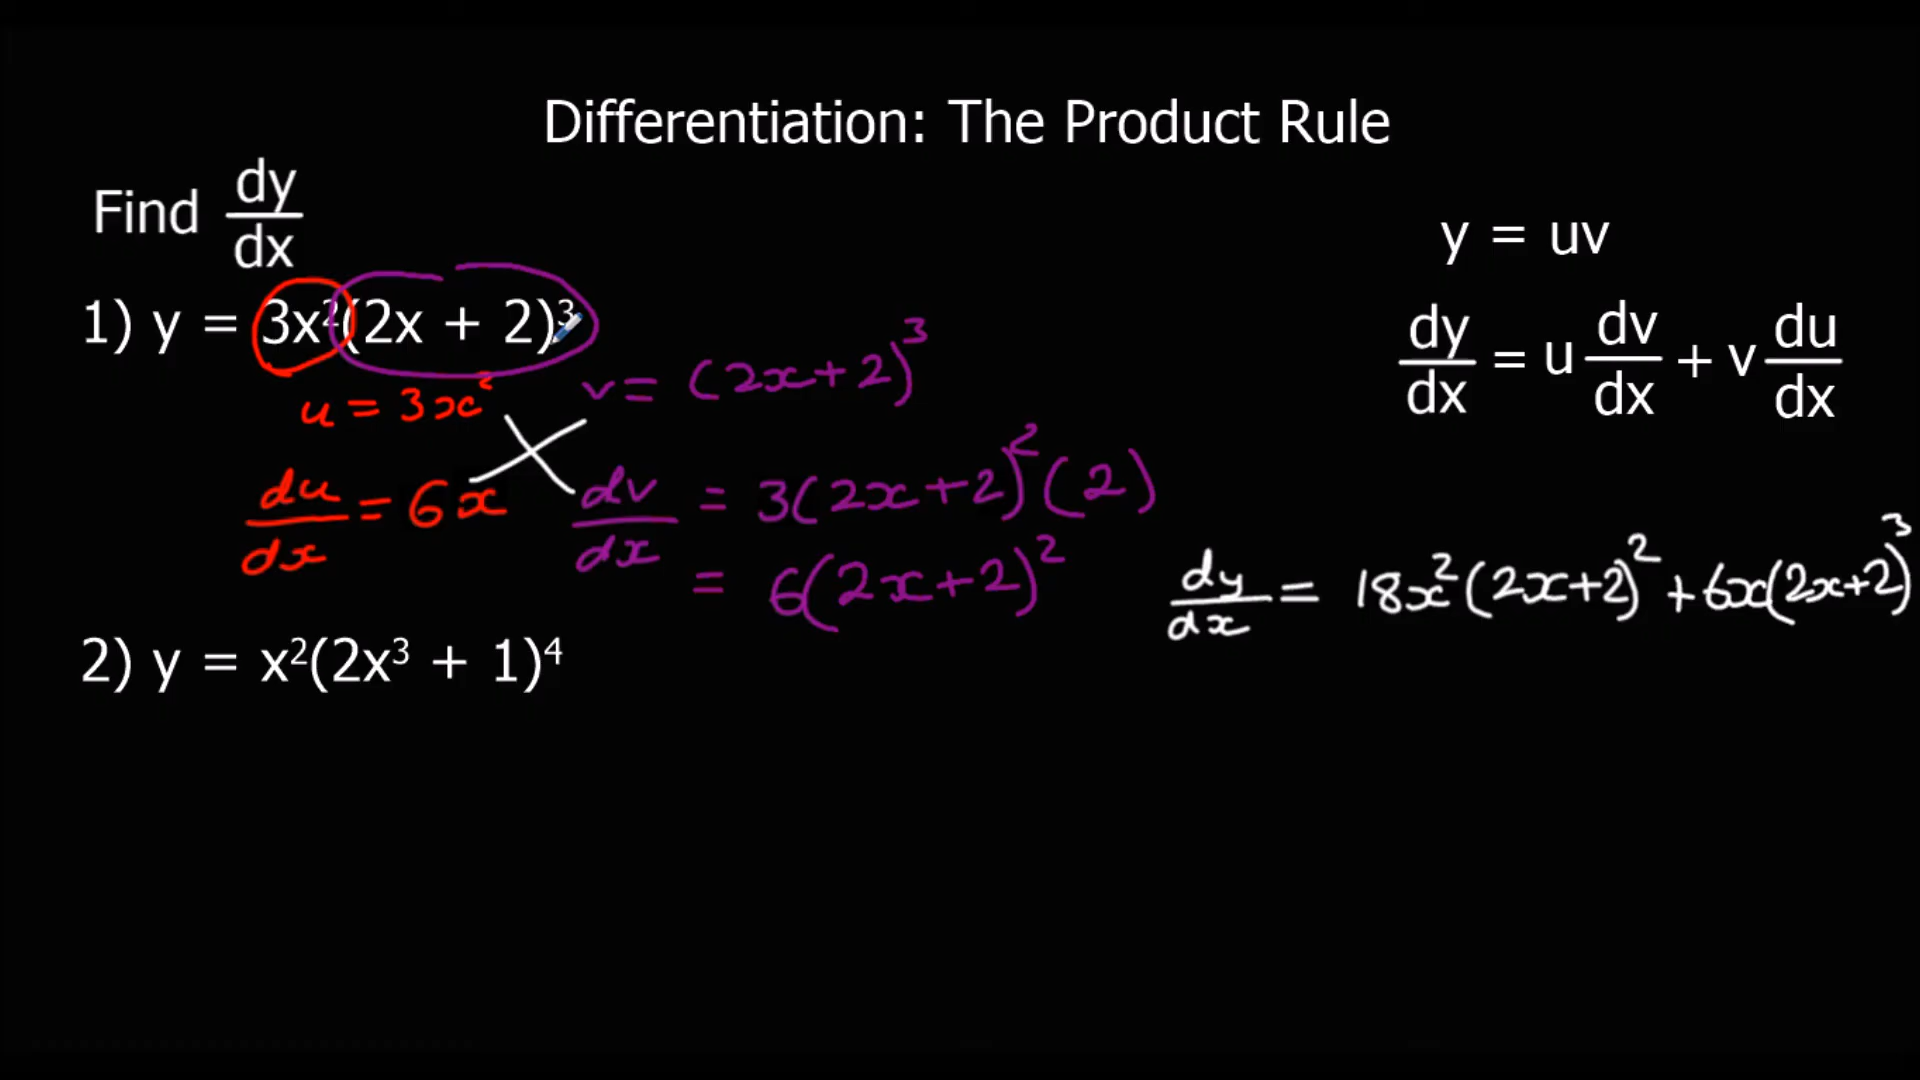 Differentiation: The Product Rule
Find dy/dx
y = uv
dy/dx = u dv/dx + v du/dx
1) y = 3x²(2x + 2)³
u = 3x²
v = (2x+2)³
du/dx = 6x
dv/dx = 3(2x+2)²(2)
= 6(2x+2)²
dy/dx = 18x²(2x+2)² + 6x(2x+2)³
2) y = x²(2x³ + 1)⁴